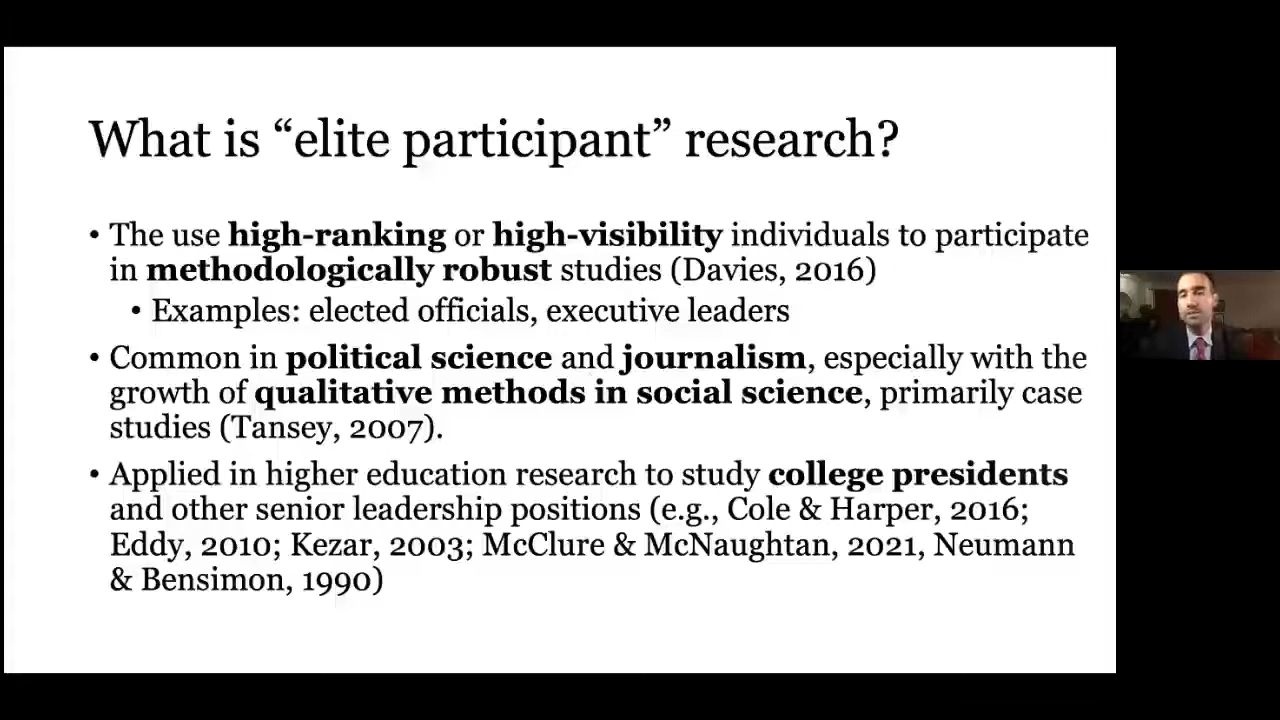 What is “elite participant” research?
• The use high-ranking or high-visibility individuals to participate
in methodologically robust studies (Davies, 2016)
• Examples: elected officials, executive leaders
• Common in political science and journalism, especially with the
growth of qualitative methods in social science, primarily case
studies (Tansey, 2007).
• Applied in higher education research to study college presidents
and other senior leadership positions (e.g., Cole & Harper, 2016;
Eddy, 2010; Kezar, 2003; McClure & McNaughtan, 2021, Neumann
& Bensimon, 1990)